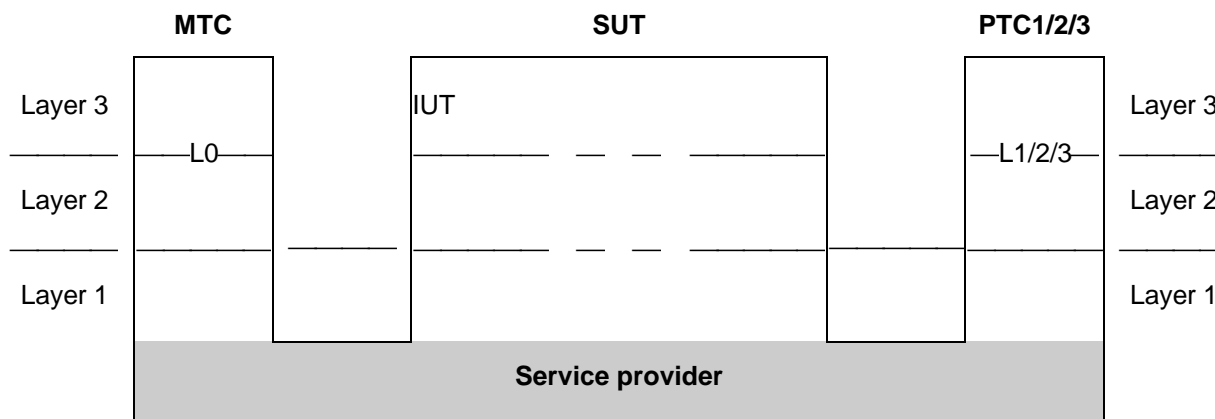 MTC SUT PTC1/2/3
Layer 3 IUT Layer 3
L0 L1/2/3
Layer 2 Layer 2
Layer 1 Layer 1
Service provider